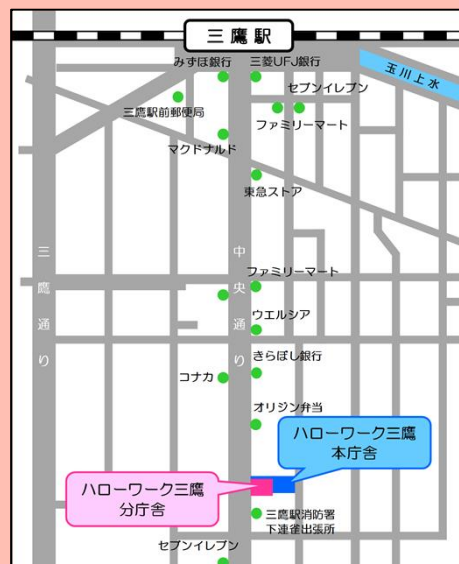 三鷹駅
みずほ銀行
三菱UFJ銀行
玉川上水
セブンイレブン
三鷹駅前郵便局
ファミリーマート
マクドナルド
東急ストア
三鷹通り
中央通り
ファミリーマート
ウエルシア
きらぼし銀行
コナカ
オリジン弁当
ハローワーク三鷹
本庁舎
ハローワーク三鷹
分庁舎
三鷹駅消防署
下連雀出張所
セブンイレブン